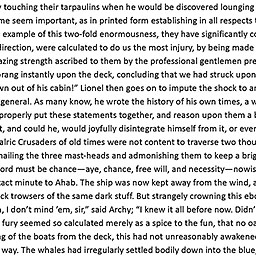 touching their tarpaulins when he would be discovered lounging
me seem important, as in printed form establishing in all respects t
example of this two-fold enormousness, they have significantly co
direction, were calculated to do us the most injury, by being made
zing strength ascribed to them by the professional gentlemen pre
rang instantly upon the deck, concluding that we had struck upon
wn out of his cabin!” Lionel then goes on to impute the shock to an
general. As many know, he wrote the history of his own times, a w
properly put these statements together, and reason upon them a b
t, and could he, would joyfully disintegrate himself from it, or ever
alric Crusaders of old times were not content to traverse two thou
hailing the three mast-heads and admonishing them to keep a brig
ord must be chance—aye, chance, free will, and necessity—nowis
act minute to Ahab. The ship was now kept away from the wind, a
ck trowsers of the same dark stuff. But strangely crowning this ebo
, I don’t mind ’em, sir,” said Archy; “I knew it all before now. Didn’
fury seemed so calculated merely as a spice to the fun, that no oa
g of the boats from the deck, this had not unreasonably awakened
way. The whales had irregularly settled bodily down into the blue,